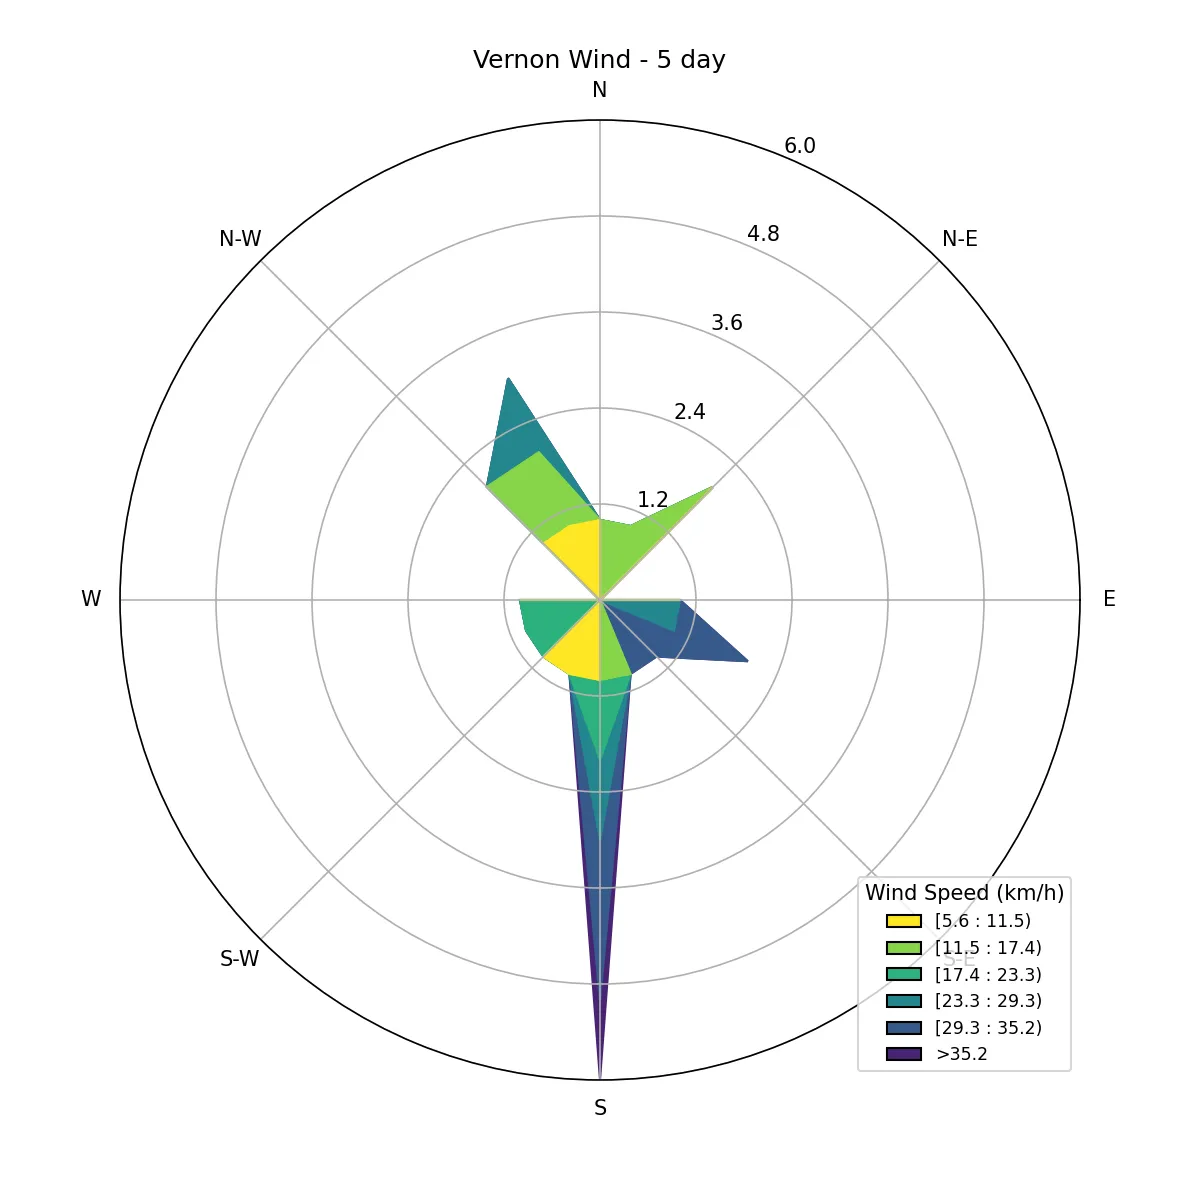 Vernon Wind - 5 day
N
6.0
N-W
N-E
4.8
3.6
2.4
1.2
W
E
Wind Speed (km/h)
[5.6 : 11.5)
[11.5 : 17.4)
S-W
S-E
[17.4 : 23.3)
[23.3 : 29.3)
[29.3 : 35.2)
>35.2
S